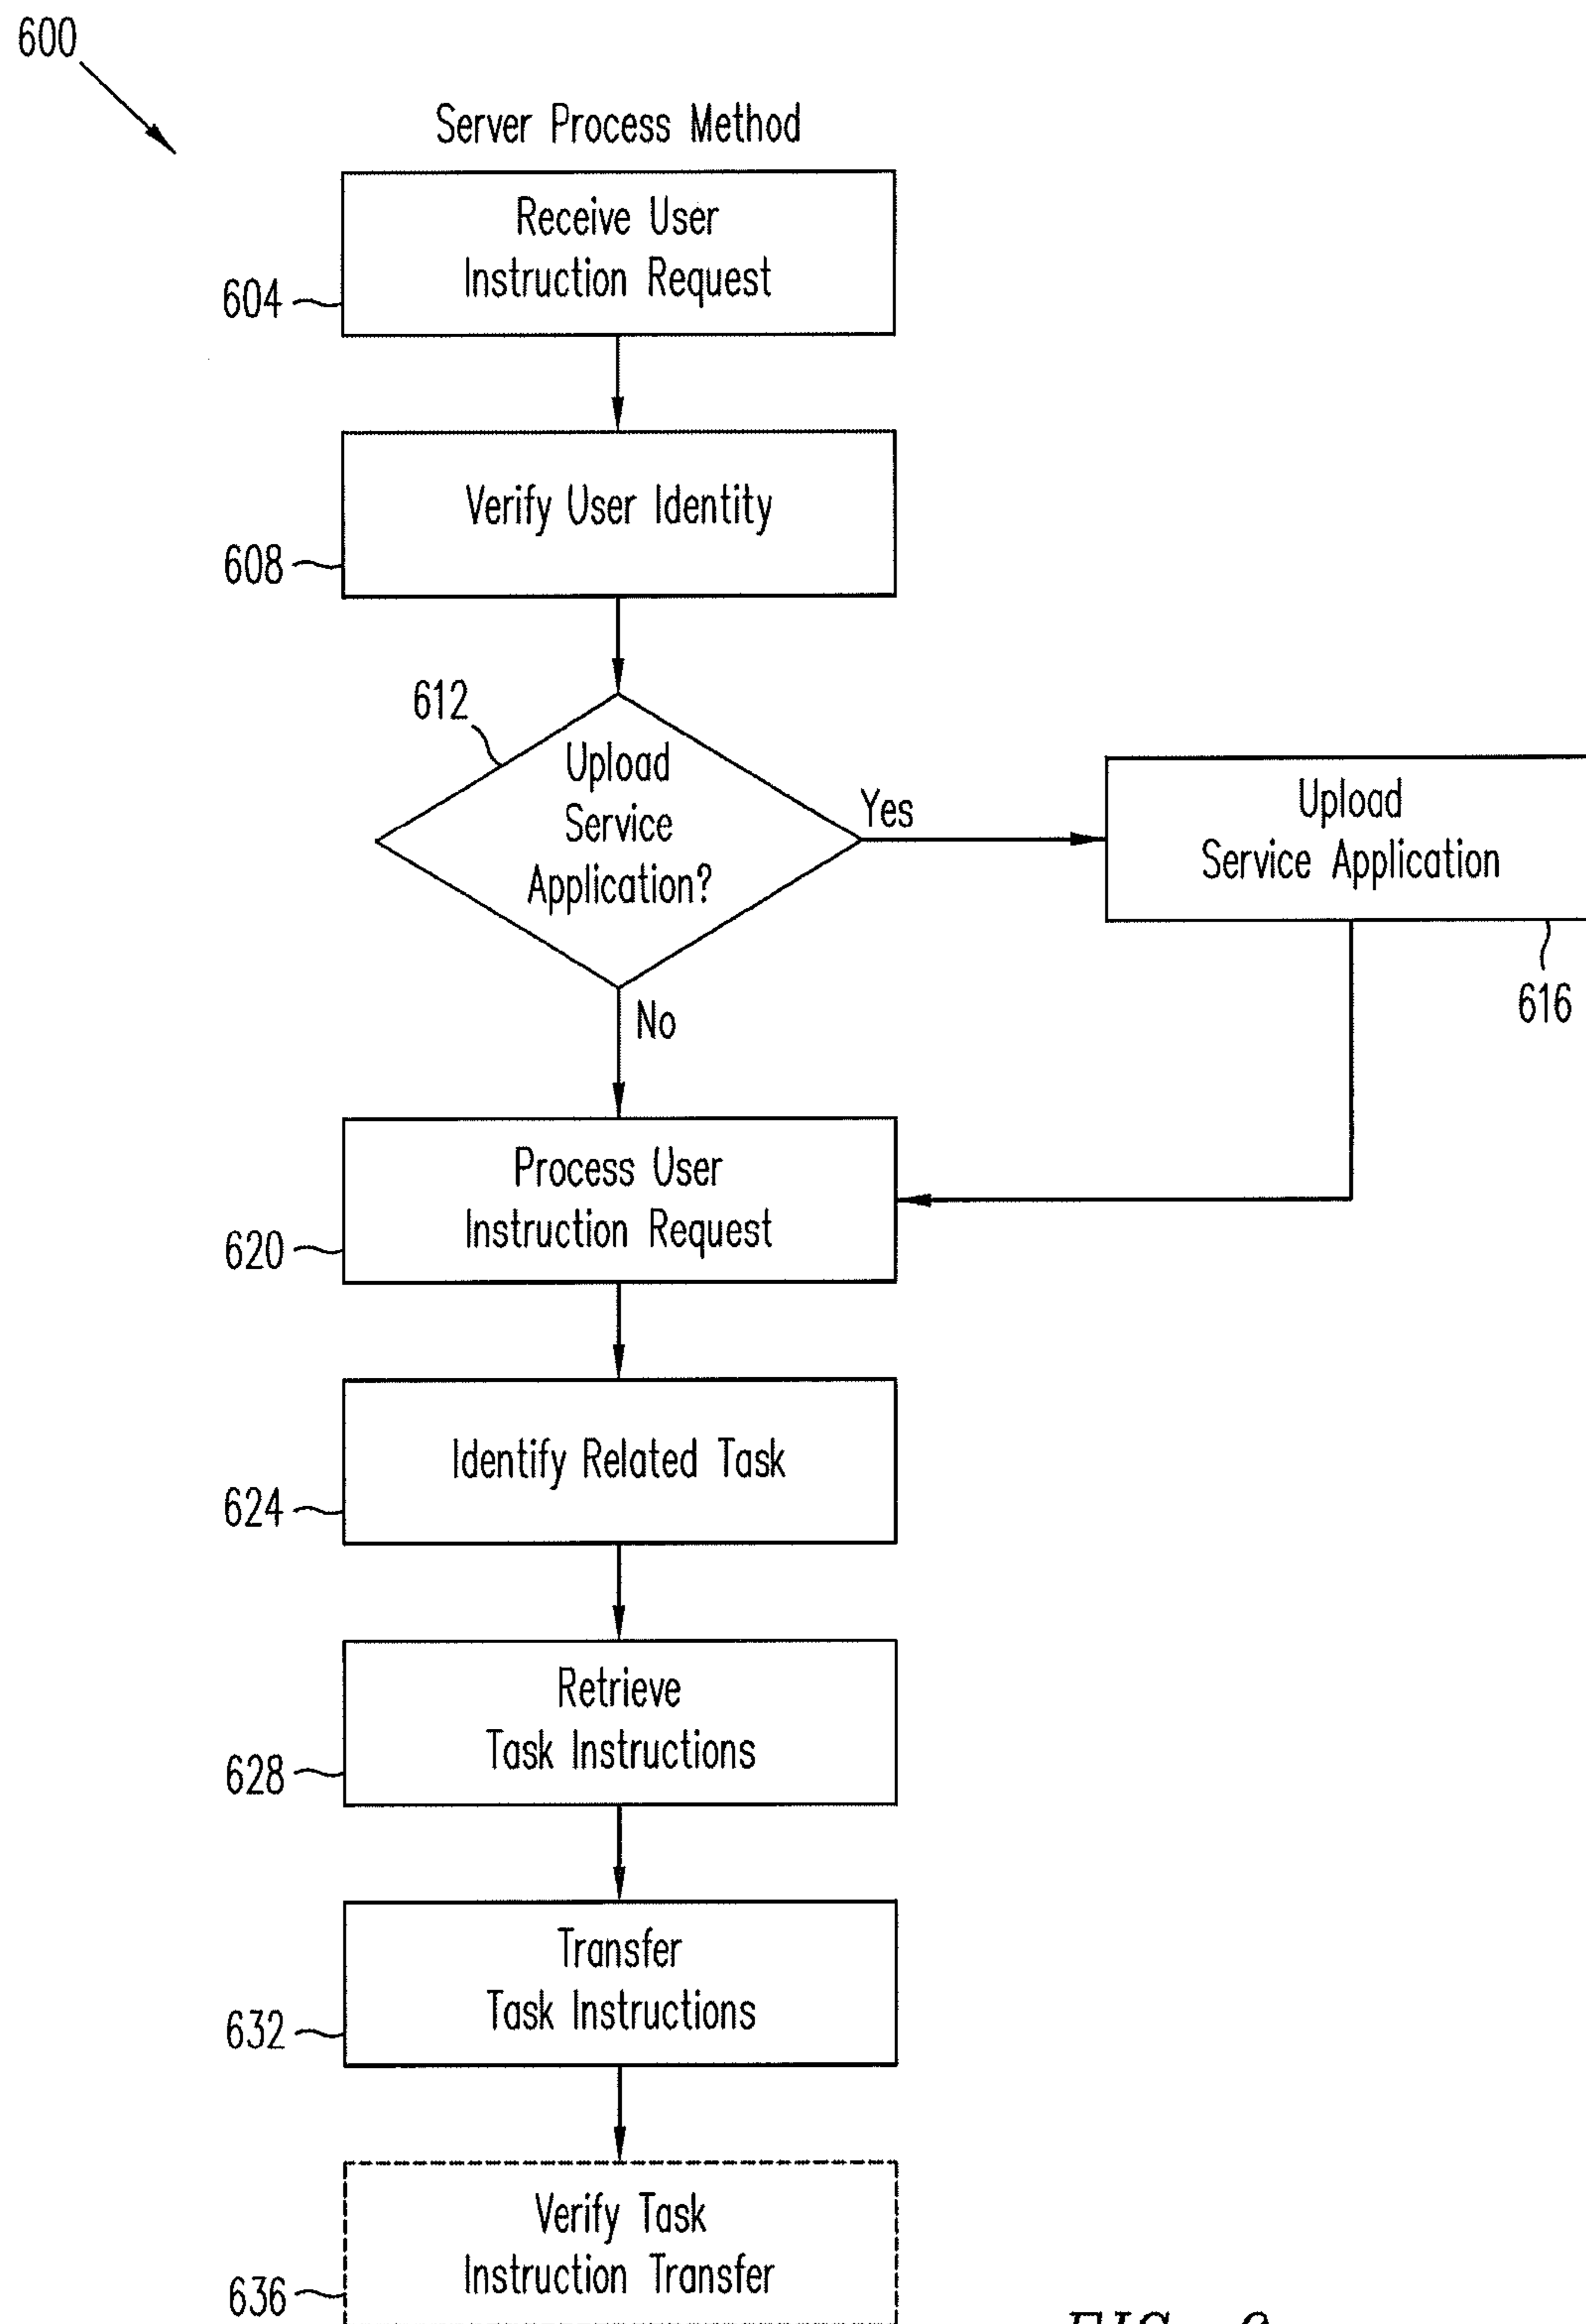 600
Server Process Method
Receive User
Instruction Request
604
Verify User Identity
608
612
Upload
Service
Application?
Yes
Upload
Service Application
616
No
Process User
Instruction Request
620
Identify Related Task
624
Retrieve
Task Instructions
628
Transfer
Task Instructions
632
Verify Task
Instruction Transfer
636